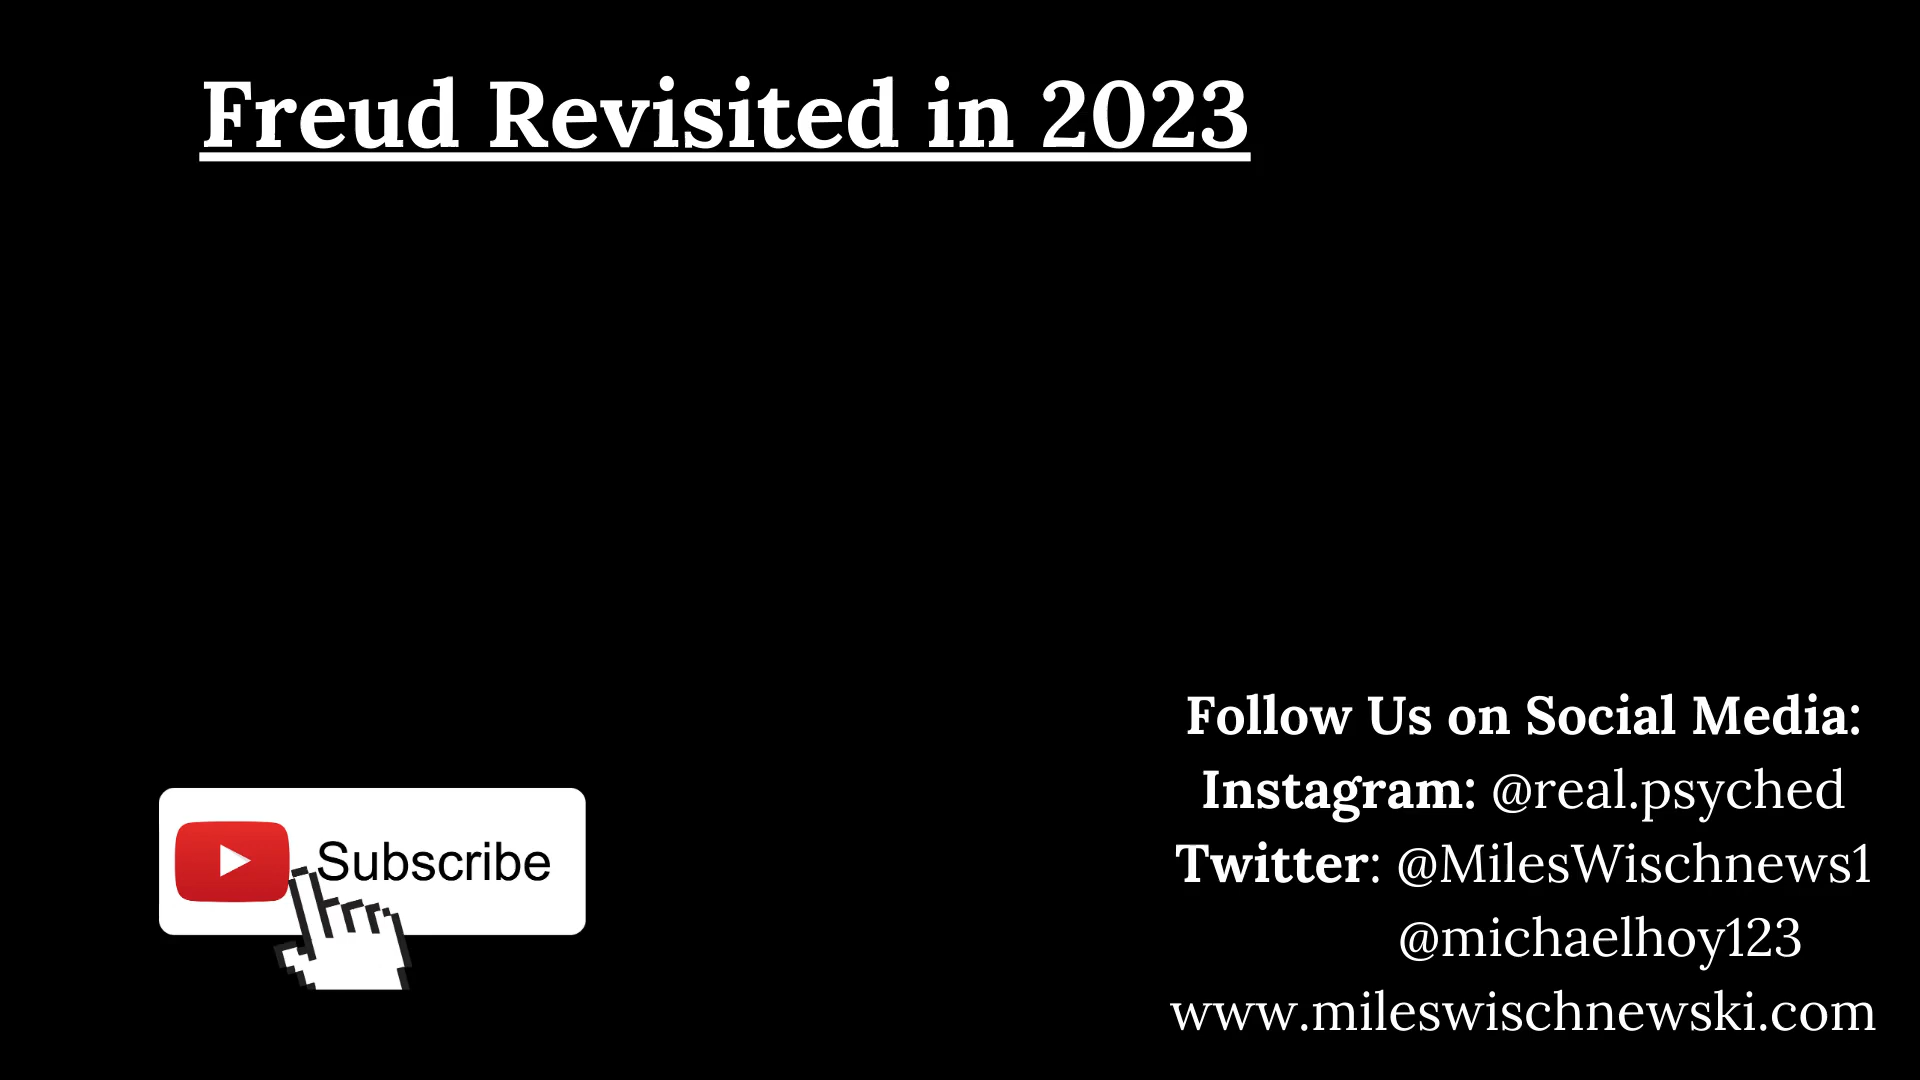 Freud Revisited in 2023
Follow Us on Social Media:
Instagram: @real.psyched
Twitter: @MilesWischnews1
@michaelhoy123
www.mileswischnewski.com
Subscribe